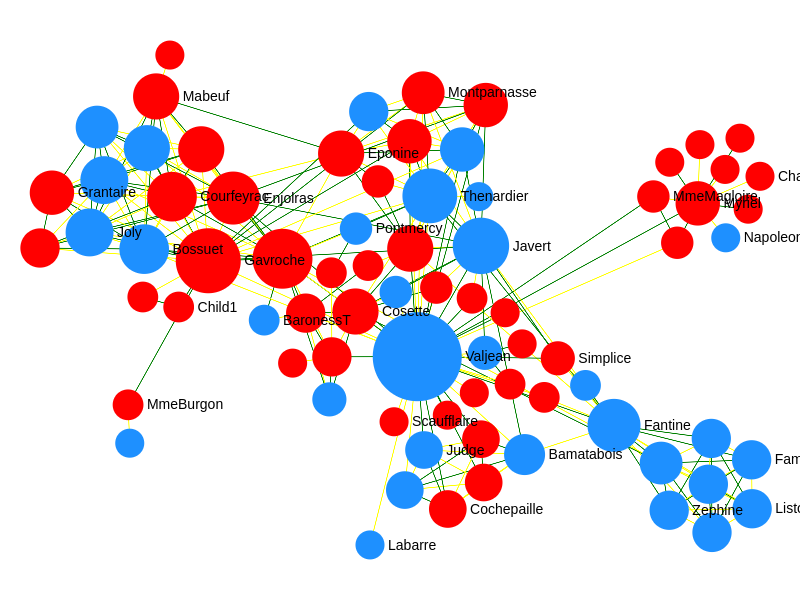 Montparnasse
Mabeuf
Eponine
MmeMagloire
Cha
Grantaire
Courfeyrac
Enjolras
Thenardier
Myriel
Joly
Pontmercy
Napoleon
Bossuet
Gavroche
Javert
Child1
BaronessT
Cosette
Valjean
Simplice
MmeBurgon
Scaufflaire
Fantine
Judge
Bamatabois
Fam
Cochepaille
Zephine
Listo
Labarre